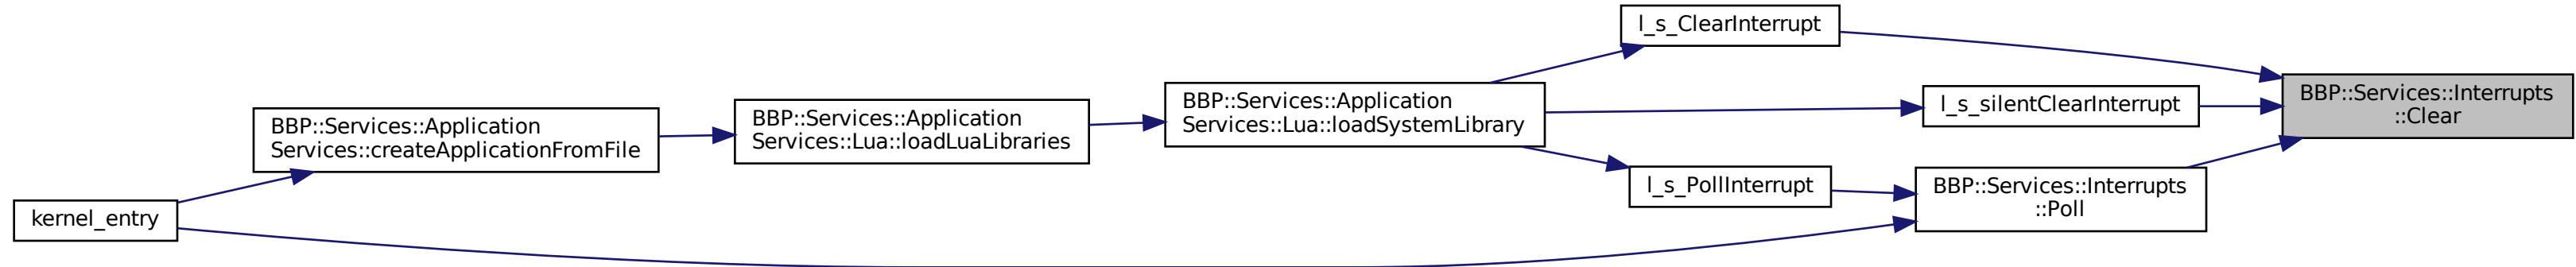 l_s_ClearInterrupt
BBP::Services::Interrupts
::Clear
l_s_silentClearInterrupt
BBP::Services::Application
Services::Lua::loadSystemLibrary
BBP::Services::Application
Services::Lua::loadLuaLibraries
BBP::Services::Application
Services::createApplicationFromFile
l_s_PollInterrupt
BBP::Services::Interrupts
::Poll
kernel_entry